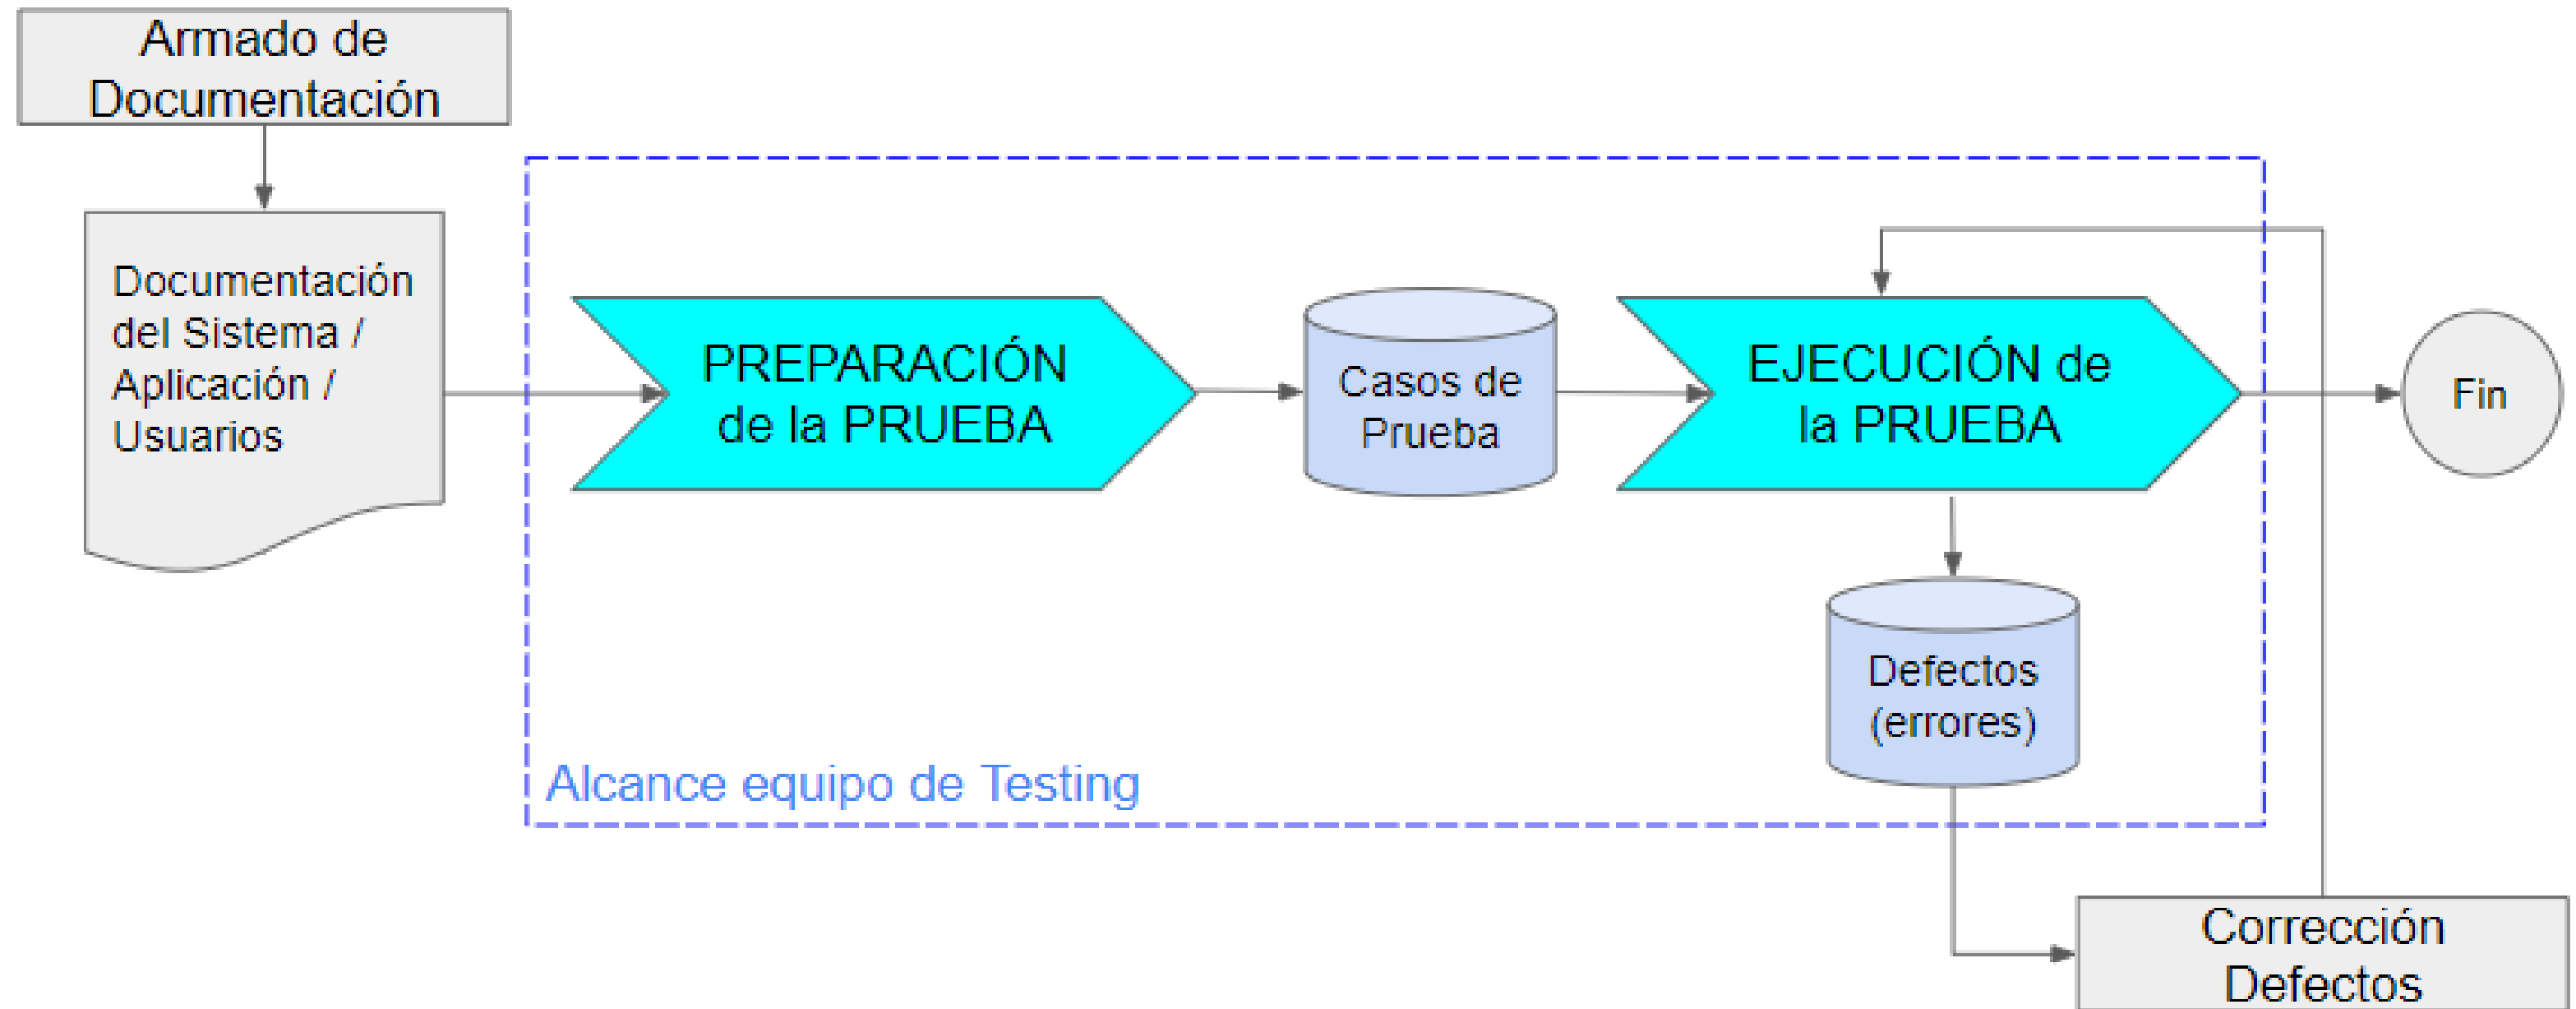 Armado de
Documentación
Documentación
del Sistema /
Aplicación /
Usuarios
PREPARACIÓN
de la PRUEBA
Casos de
Prueba
EJECUCIÓN de
la PRUEBA
Fin
Defectos
(errores)
Alcance equipo de Testing
Corrección
Defectos